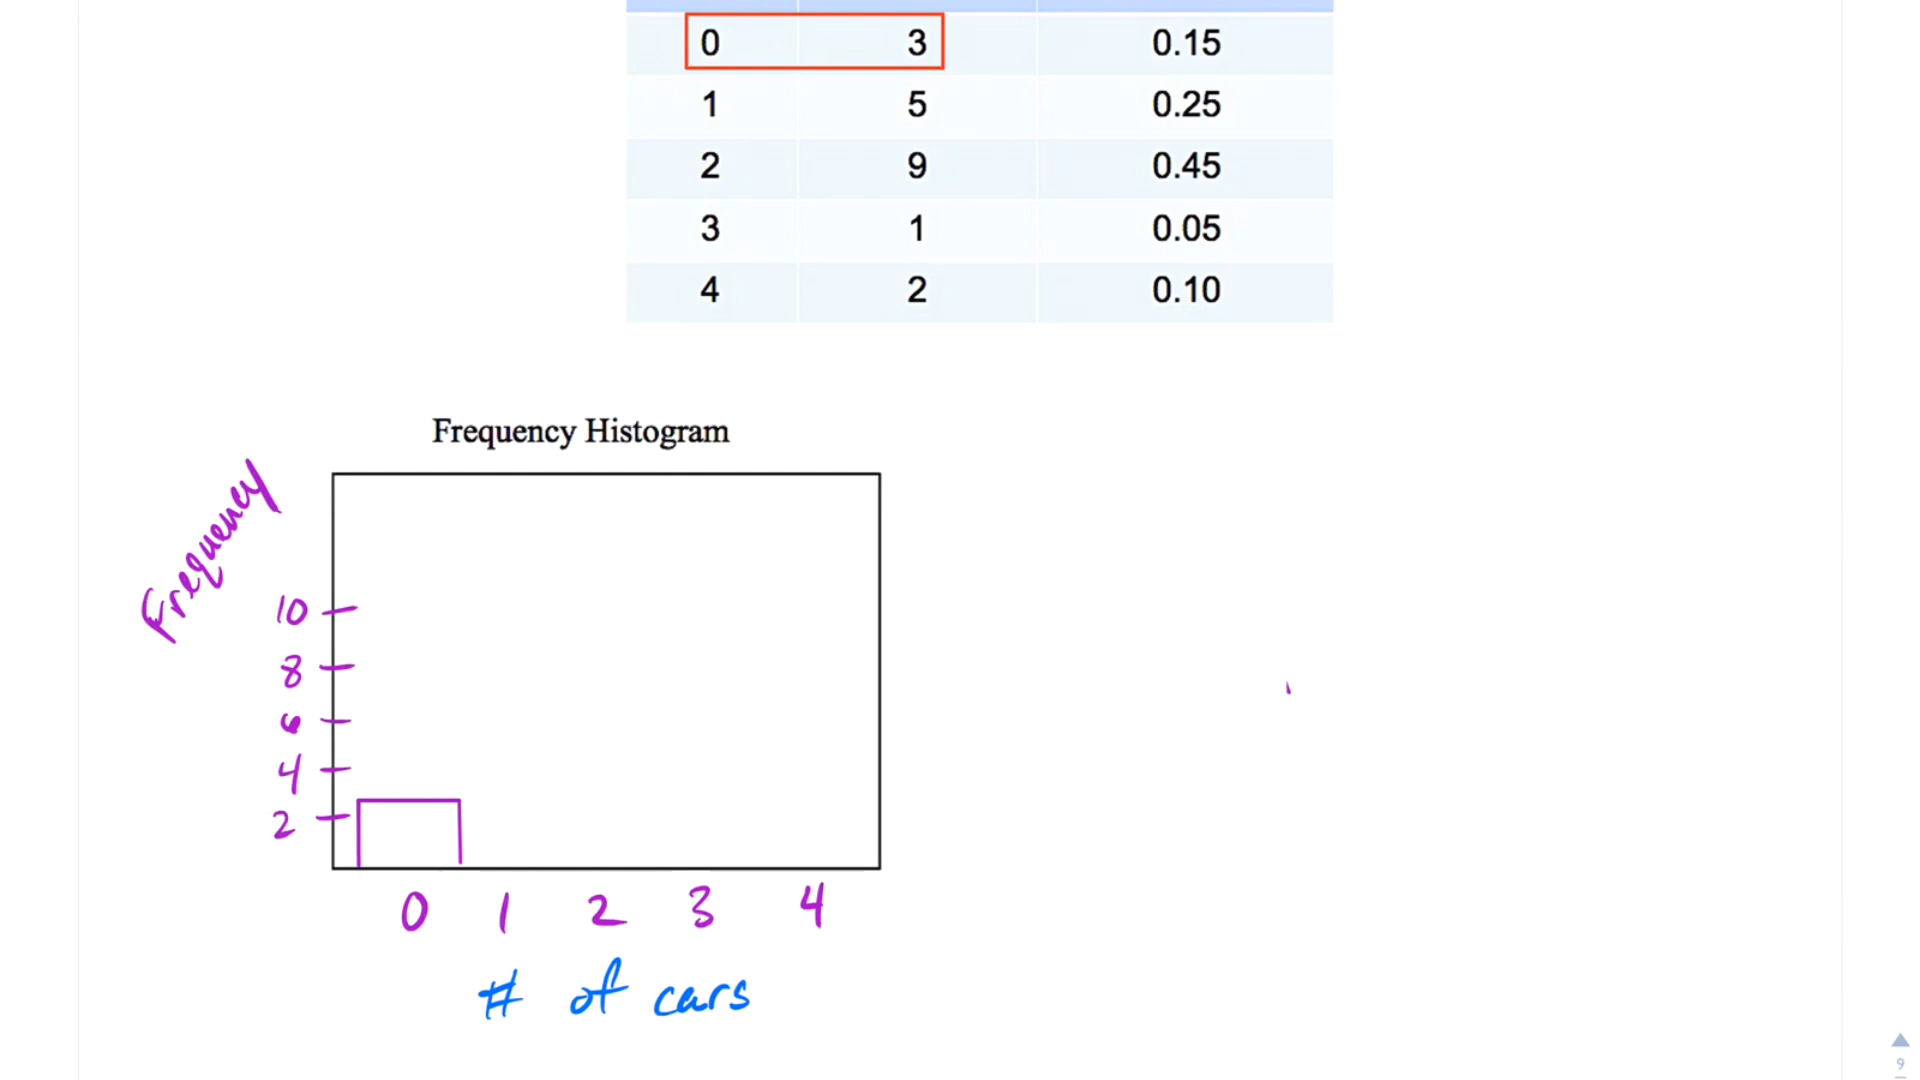 0 3 0.15
1 5 0.25
2 9 0.45
3 1 0.05
4 2 0.10
Frequency Histogram
Frequency
10
8
6
4
2
0 1 2 3 4
# of cars
9